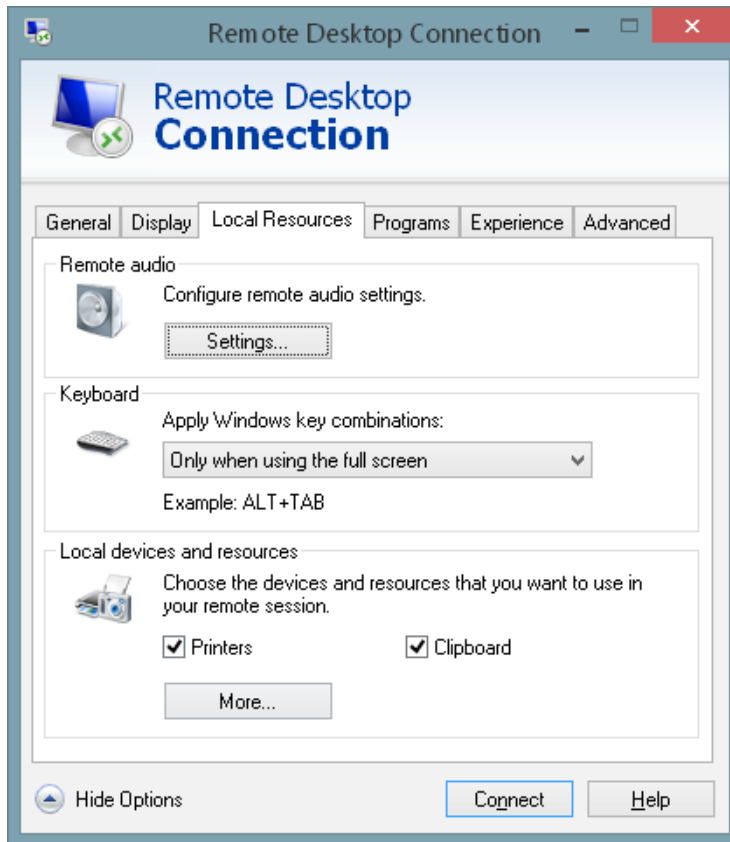 Remote Desktop Connection
Remote Desktop
Connection
General Display Local Resources Programs Experience Advanced
Remote audio
Configure remote audio settings.
Settings...
Keyboard
Apply Windows key combinations:
Only when using the full screen
Example: ALT+TAB
Local devices and resources
Choose the devices and resources that you want to use in
your remote session.
Printers Clipboard
More...
Hide Options Connect Help